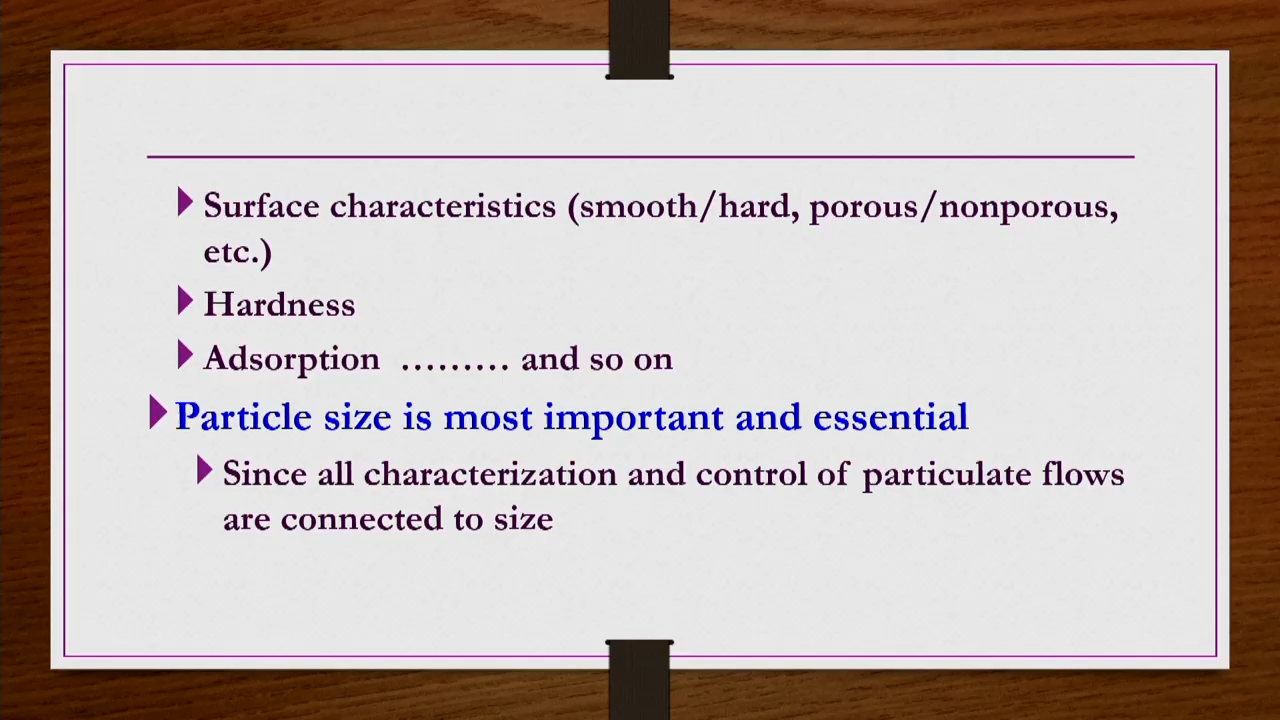 Surface characteristics (smooth/hard, porous/nonporous,
etc.)
Hardness
Adsorption ......... and so on
Particle size is most important and essential
Since all characterization and control of particulate flows
are connected to size